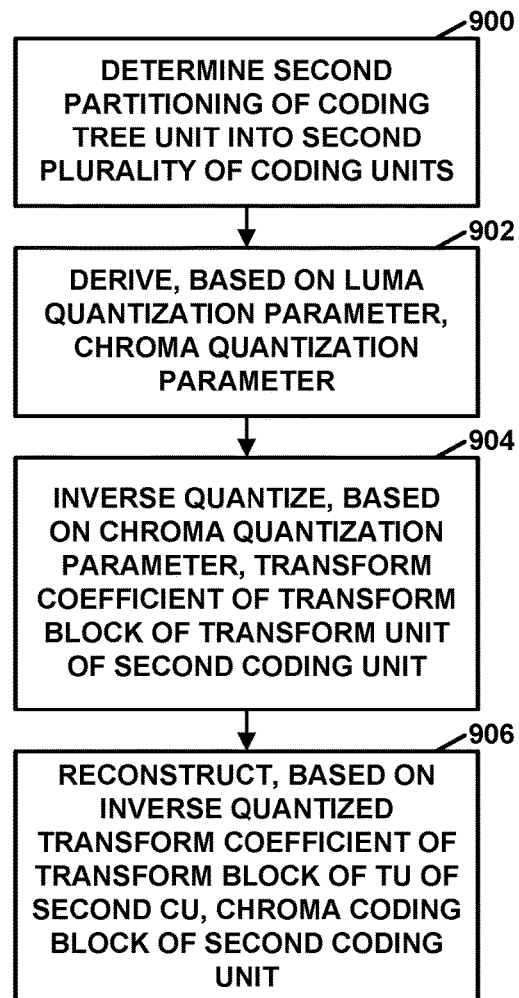 900
DETERMINE SECOND
PARTITIONING OF CODING
TREE UNIT INTO SECOND
PLURALITY OF CODING UNITS
902
DERIVE, BASED ON LUMA
QUANTIZATION PARAMETER,
CHROMA QUANTIZATION
PARAMETER
904
INVERSE QUANTIZE, BASED
ON CHROMA QUANTIZATION
PARAMETER, TRANSFORM
COEFFICIENT OF TRANSFORM
BLOCK OF TRANSFORM UNIT
OF SECOND CODING UNIT
906
RECONSTRUCT, BASED ON
INVERSE QUANTIZED
TRANSFORM COEFFICIENT OF
TRANSFORM BLOCK OF TU OF
SECOND CU, CHROMA CODING
BLOCK OF SECOND CODING
UNIT